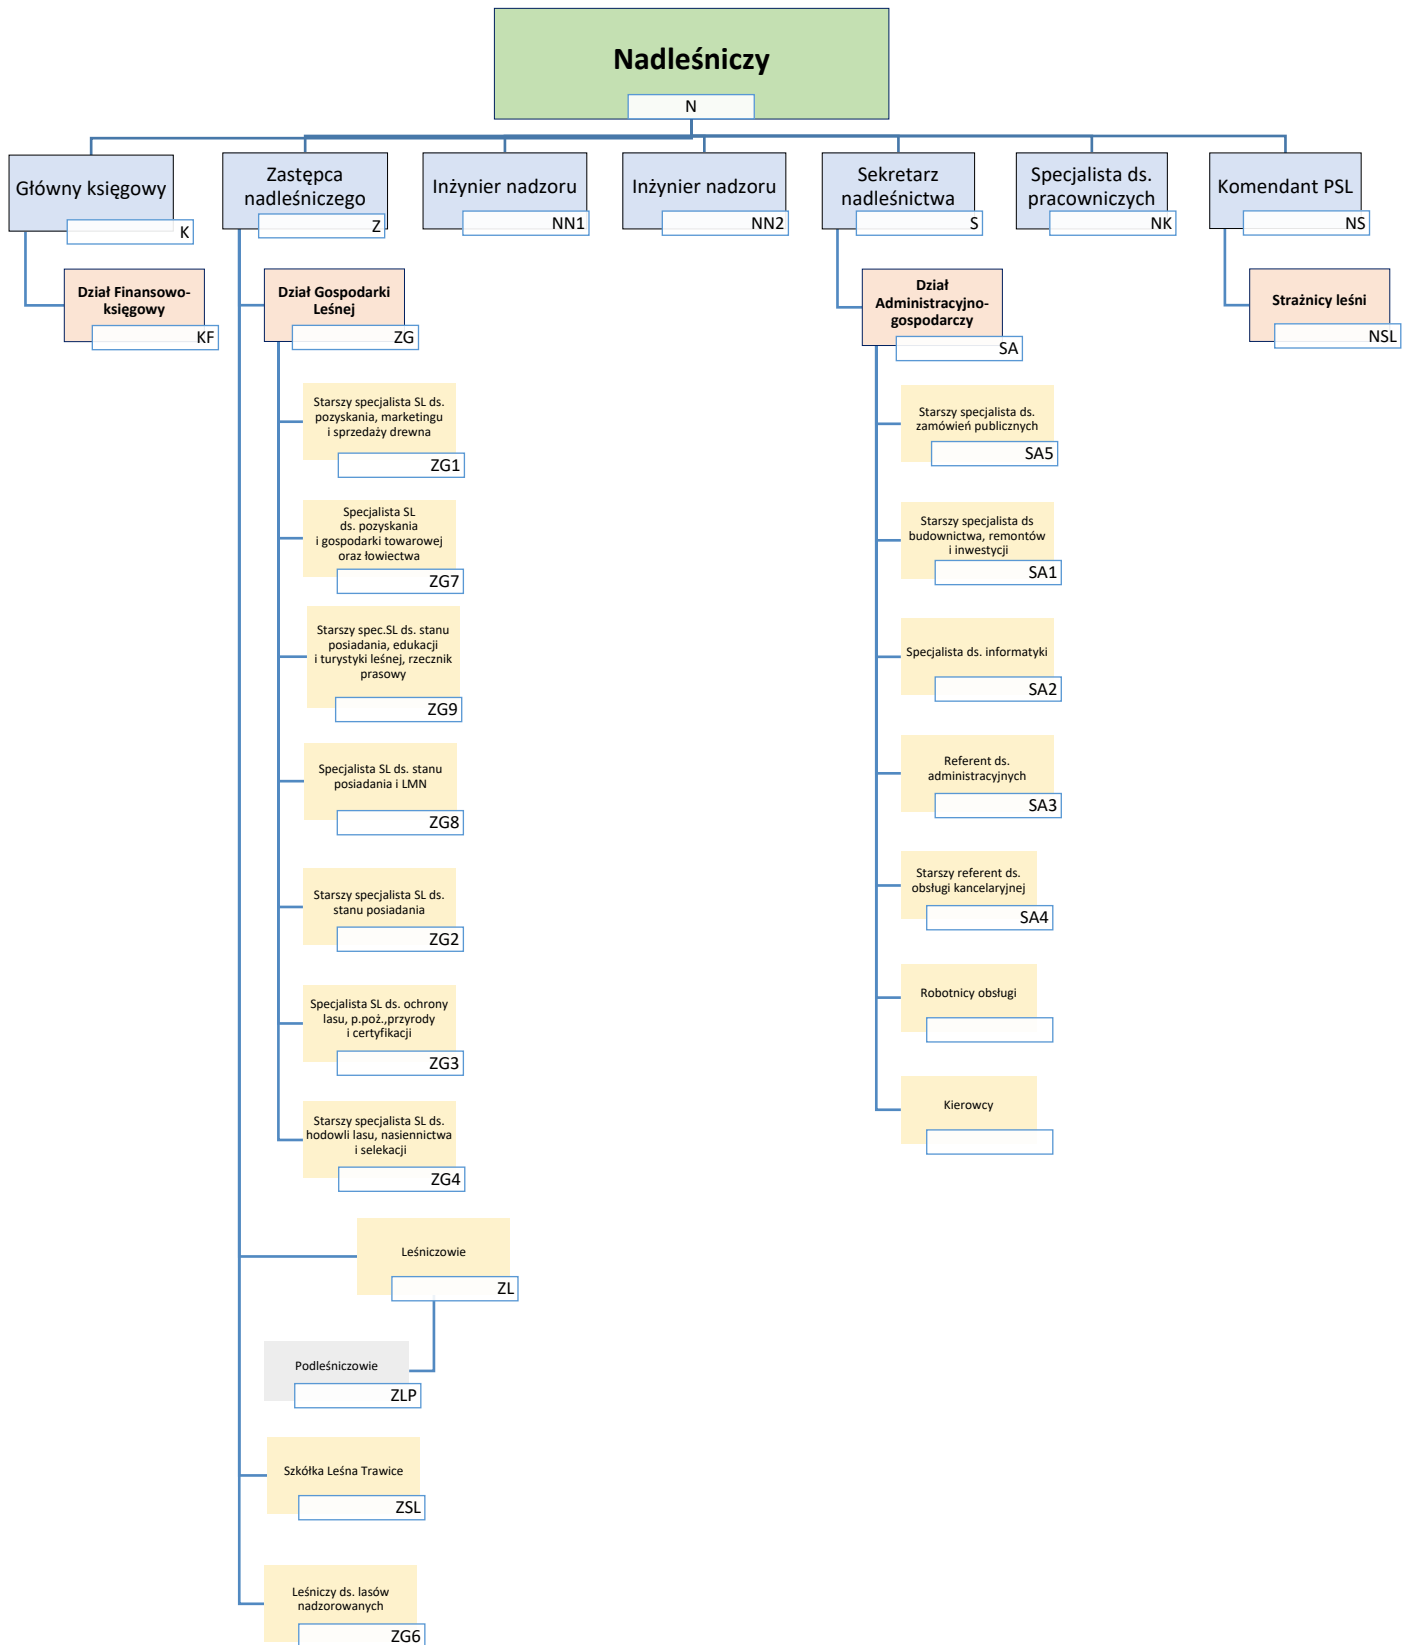 Nadleśniczy
N
Główny księgowy
K
Zastępca
nadleśniczego
Z
Inżynier nadzoru
NN1
Inżynier nadzoru
NN2
Sekretarz
nadleśnictwa
S
Specjalista ds.
pracowniczych
NK
Komendant PSL
NS
Dział Finansowo-
księgowy
KF
Dział Gospodarki
Leśnej
ZG
Dział
Administracyjno-
gospodarczy
SA
Strażnicy leśni
NSL
Starszy specjalista SL ds.
pozyskania, marketingu
i sprzedaży drewna
ZG1
Specjalista SL
ds. pozyskania
i gospodarki towarowej
oraz łowiectwa
ZG7
Starszy spec.SL ds. stanu
posiadania, edukacji
i turystyki leśnej, rzecznik
prasowy
ZG9
Specjalista SL ds. stanu
posiadania i LMN
ZG8
Starszy specjalista SL ds.
stanu posiadania
ZG2
Specjalista SL ds. ochrony
lasu, p.poż.,przyrody
i certyfikacji
ZG3
Starszy specjalista SL ds.
hodowli lasu, nasiennictwa
i selekacji
ZG4
Starszy specjalista ds.
zamówień publicznych
SA5
Starszy specjalista ds
budownictwa, remontów
i inwestycji
SA1
Specjalista ds. informatyki
SA2
Referent ds.
administracyjnych
SA3
Starszy referent ds.
obsługi kancelaryjnej
SA4
Robotnicy obsługi
Kierowcy
Leśniczowie
ZL
Podleśniczowie
ZLP
Szkółka Leśna Trawice
ZSL
Leśniczy ds. lasów
nadzorowanych
ZG6